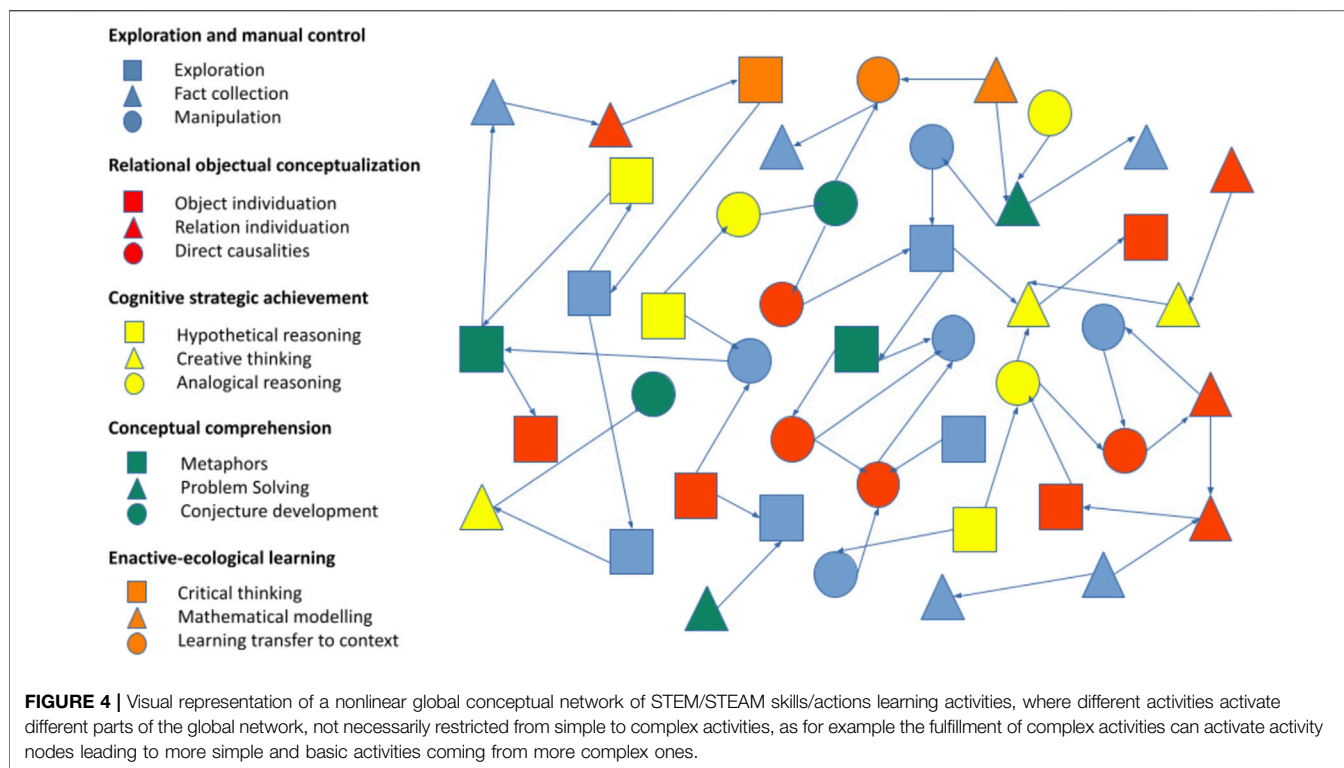 Exploration and manual control
Exploration
Fact collection
Manipulation
Relational objectual conceptualization
Object individuation
Relation individuation
Direct causalities
Cognitive strategic achievement
Hypothetical reasoning
Creative thinking
Analogical reasoning
Conceptual comprehension
Metaphors
Problem Solving
Conjecture development
Enactive-ecological learning
Critical thinking
Mathematical modelling
Learning transfer to context
FIGURE 4 | Visual representation of a nonlinear global conceptual network of STEM/STEAM skills/actions learning activities, where different activities activate
different parts of the global network, not necessarily restricted from simple to complex activities, as for example the fulfillment of complex activities can activate activity
nodes leading to more simple and basic activities coming from more complex ones.